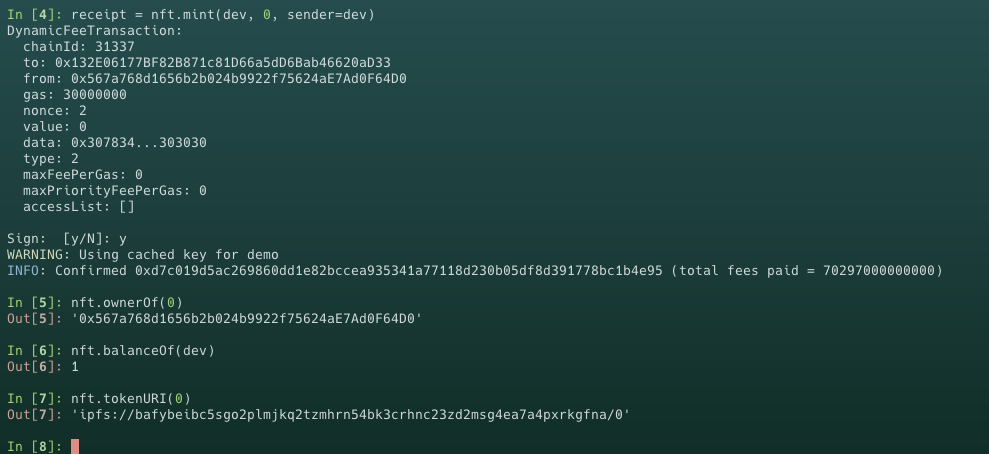 In [4]: receipt = nft.mint(dev, 0, sender=dev)
DynamicFeeTransaction:
  chainId: 31337
  to: 0x132E06177BF82B871c81D66a5dD6Bab46620aD33
  from: 0x567a768d1656b2b024b9922f75624aE7Ad0F64D0
  gas: 30000000
  nonce: 2
  value: 0
  data: 0x307834...303030
  type: 2
  maxFeePerGas: 0
  maxPriorityFeePerGas: 0
  accessList: []
Sign:  [y/N]: y
WARNING: Using cached key for demo
INFO: Confirmed 0xd7c019d5ac269860dd1e82bccea935341a77118d230b05df8d391778bc1b4e95 (total fees paid = 70297000000000)
In [5]: nft.ownerOf(0)
Out[5]: '0x567a768d1656b2b024b9922f75624aE7Ad0F64D0'
In [6]: nft.balanceOf(dev)
Out[6]: 1
In [7]: nft.tokenURI(0)
Out[7]: 'ipfs://bafybeibc5sgo2plmjkq2tzmhrn54bk3crhnc23zd2msg4ea7a4pxrkgfna/0'
In [8]: